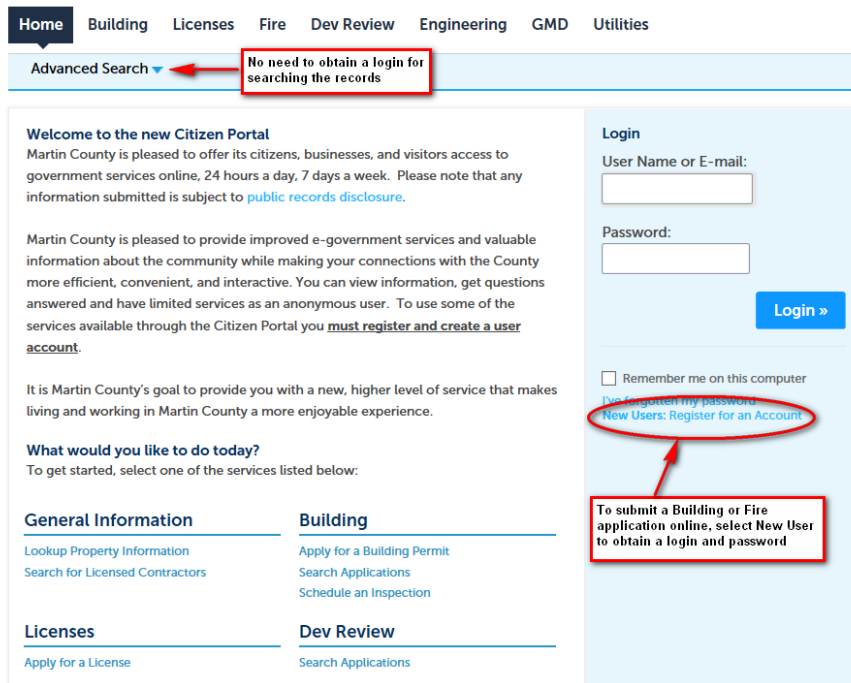 Home Building Licenses Fire Dev Review Engineering GMD Utilities
Advanced Search
No need to obtain a login for
searching the records
Welcome to the new Citizen Portal
Martin County is pleased to offer its citizens, businesses, and visitors access to
government services online, 24 hours a day, 7 days a week. Please note that any
information submitted is subject to public records disclosure.
Martin County is pleased to provide improved e-government services and valuable
information about the community while making your connections with the County
more efficient, convenient, and interactive. You can view information, get questions
answered and have limited services as an anonymous user. To use some of the
services available through the Citizen Portal you must register and create a user
account.
It is Martin County's goal to provide you with a new, higher level of service that makes
living and working in Martin County a more enjoyable experience.
What would you like to do today?
To get started, select one of the services listed below:
General Information
Lookup Property Information
Search for Licensed Contractors
Building
Apply for a Building Permit
Search Applications
Schedule an Inspection
Licenses
Apply for a License
Dev Review
Search Applications
Login
User Name or E-mail:
Password:
Login »
Remember me on this computer
I've forgotten my password
New Users: Register for an Account
To submit a Building or Fire
application online, select New User
to obtain a login and password